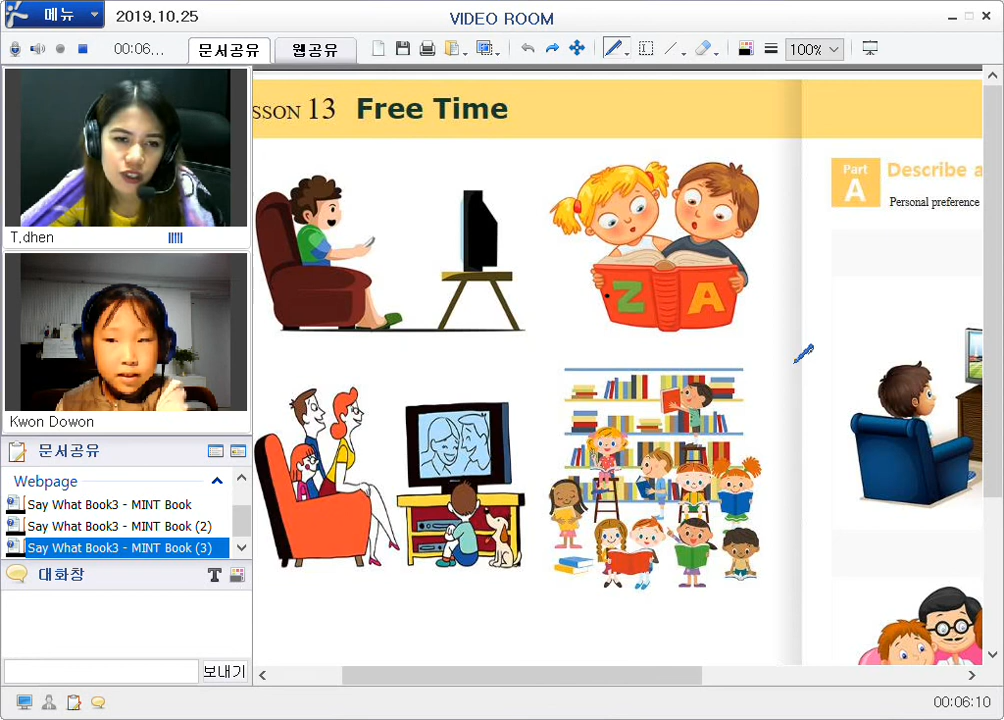 메뉴 2019.10.25 VIDEO ROOM
00:06... 문서공유 웹공유 100%
T.dhen
Kwon Dowon
문서공유
Webpage
Say What Book3 - MINT Book
Say What Book3 - MINT Book (2)
Say What Book3 - MINT Book (3)
대화창
T
보내기
SSON 13 Free Time
Z A
Part
A
Describe a
Personal preference
00:06:10